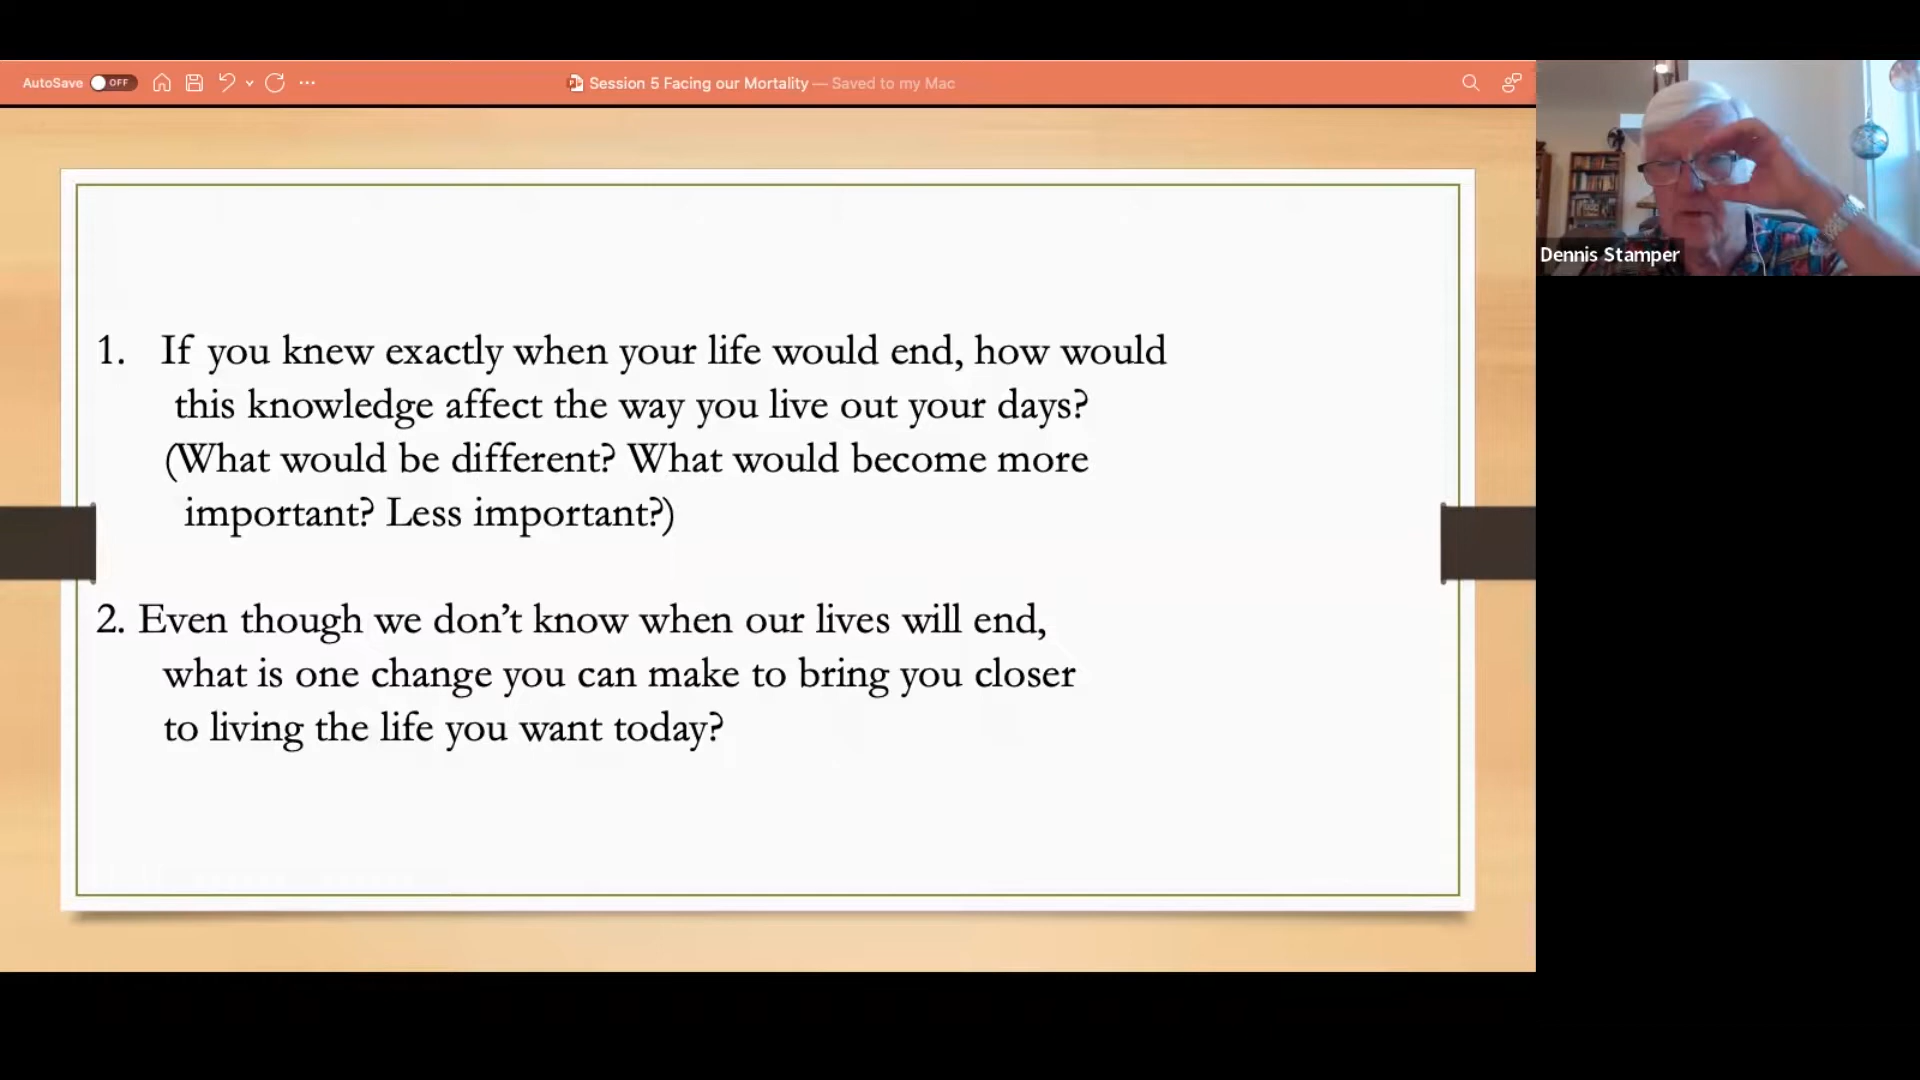 AutoSave OFF
Session 5 Facing our Mortality — Saved to my Mac
Dennis Stamper
1. If you knew exactly when your life would end, how would
this knowledge affect the way you live out your days?
(What would be different? What would become more
important? Less important?)
2. Even though we don’t know when our lives will end,
what is one change you can make to bring you closer
to living the life you want today?